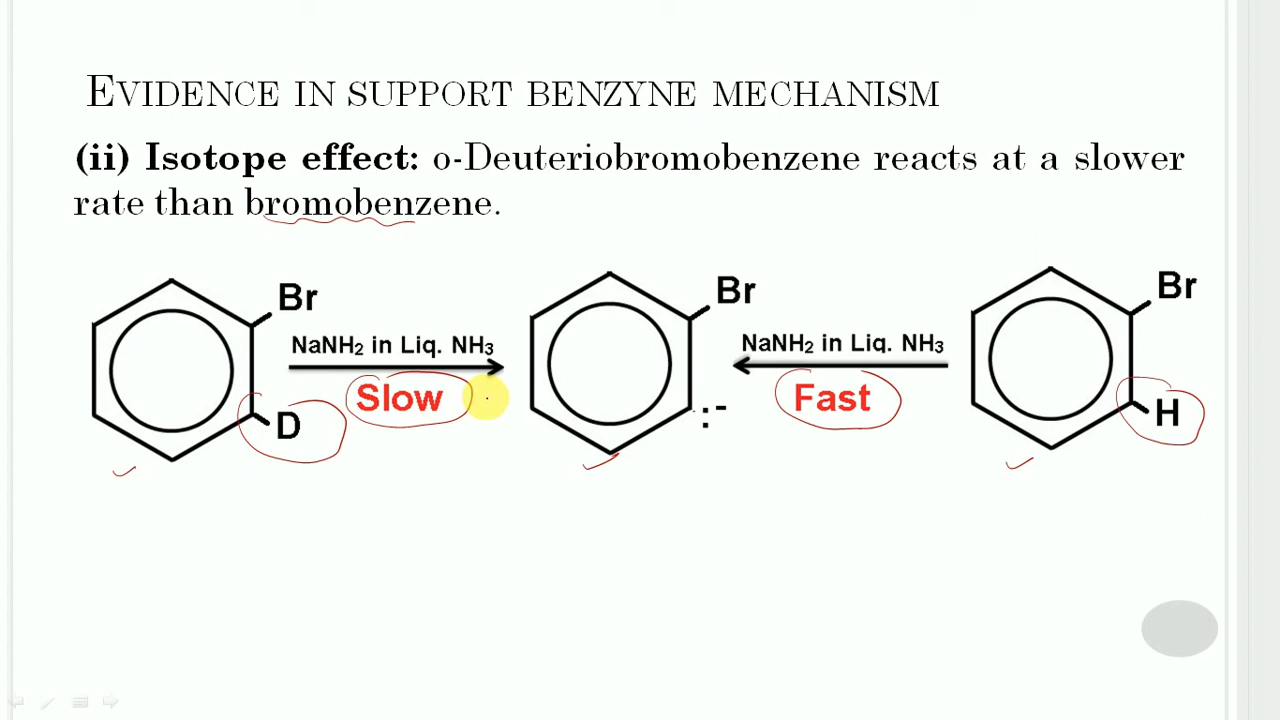 EVIDENCE IN SUPPORT BENZYNE MECHANISM
(ii) Isotope effect: o-Deuteriobromobenzene reacts at a slower
rate than bromobenzene.
Br
D
NaNH₂ in Liq. NH₃
Slow
Br
:-
NaNH₂ in Liq. NH₃
Fast
Br
H